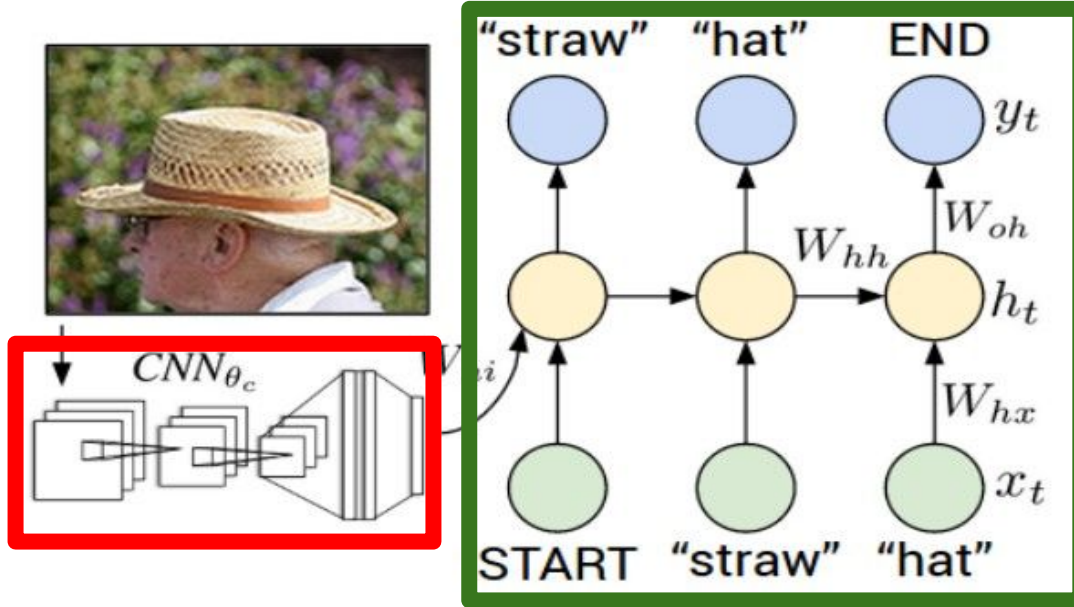 “straw” “hat” END
y_t
W_oh
W_hh
h_t
CNN_θc
W_hx
x_t
START “straw” “hat”